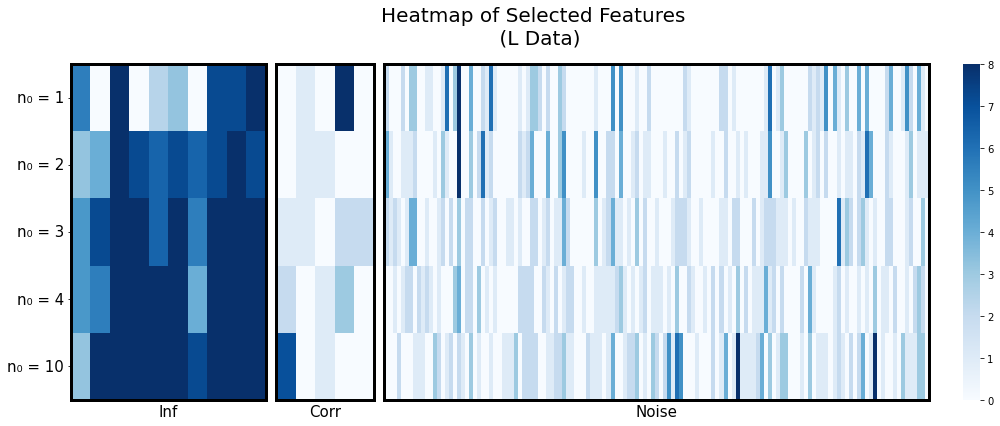 Heatmap of Selected Features
(L Data)
n₀ = 1
n₀ = 2
n₀ = 3
n₀ = 4
n₀ = 10
Inf
Corr
Noise
8
7
6
5
4
3
2
1
0